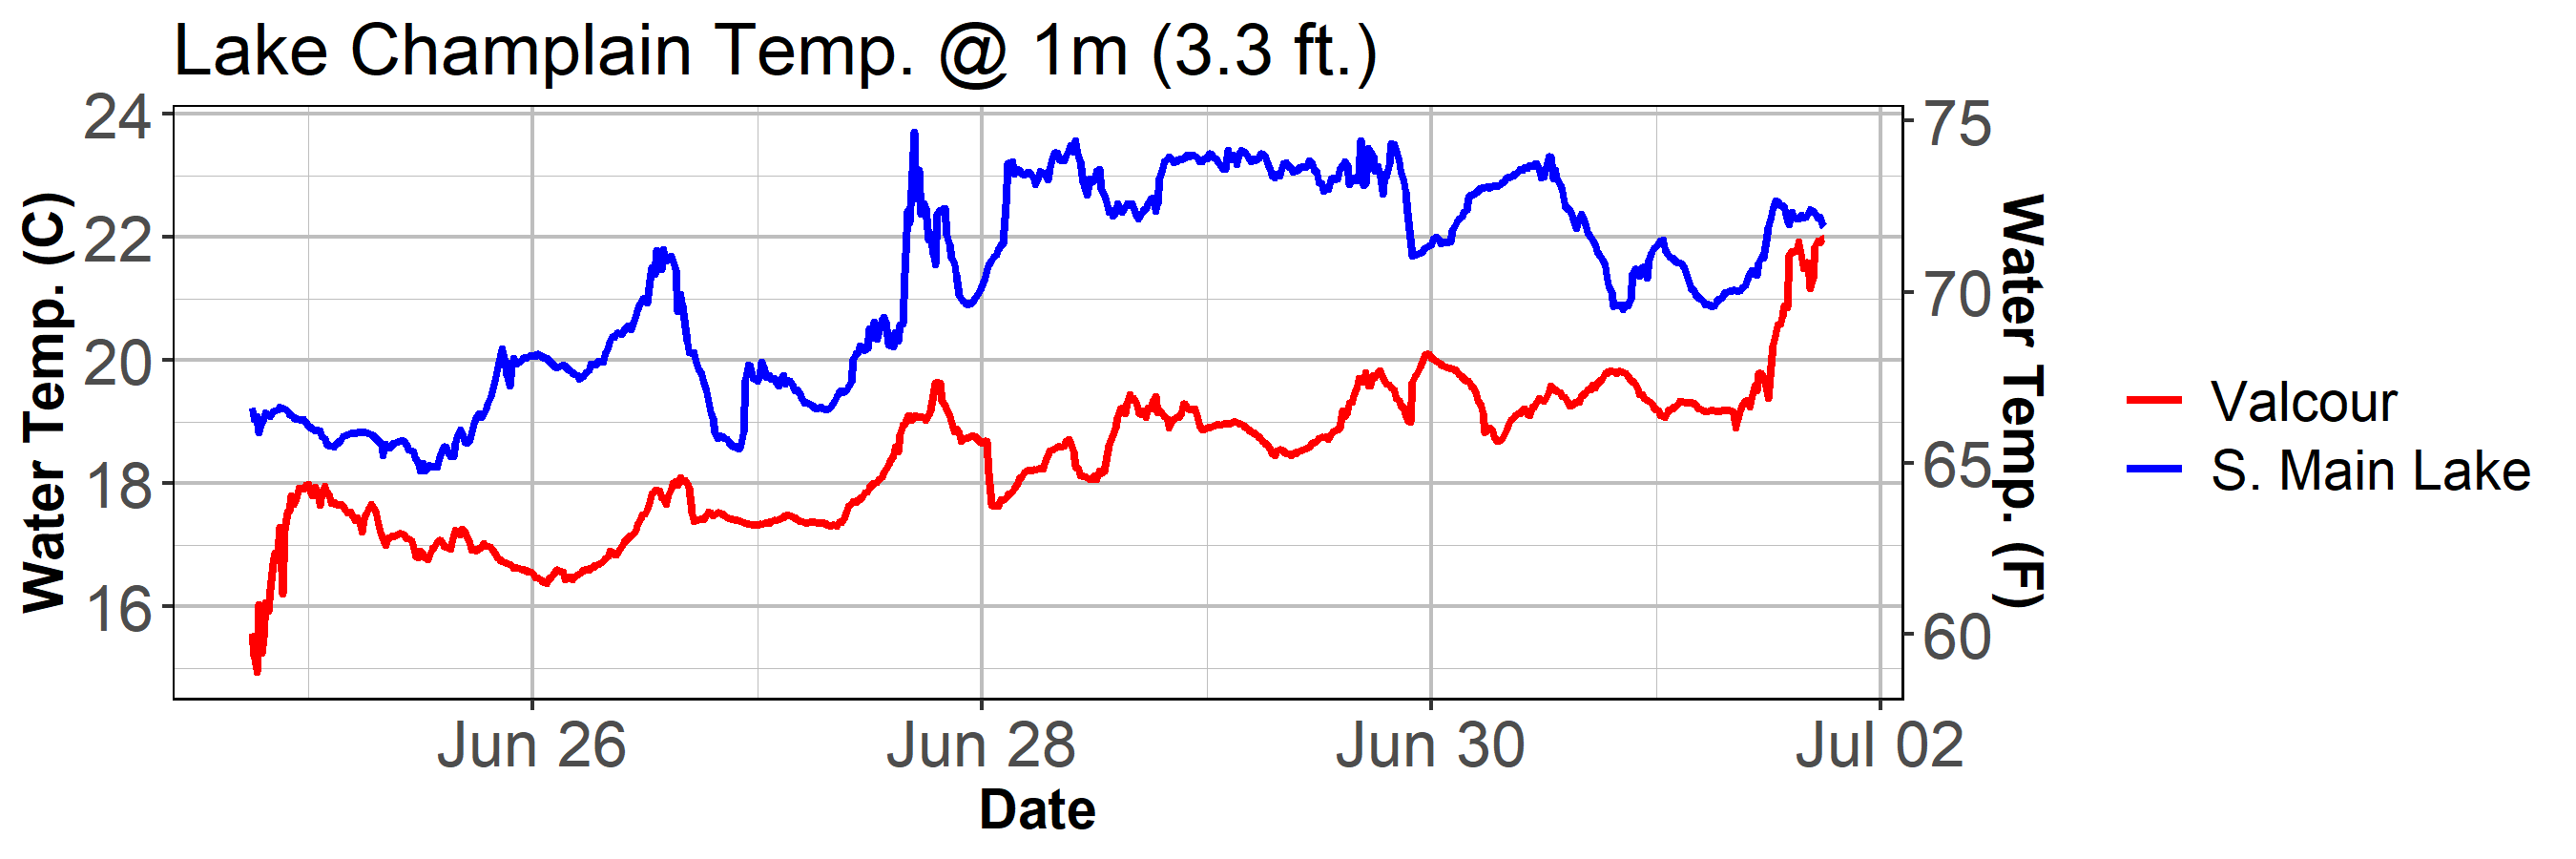 Lake Champlain Temp. @ 1m (3.3 ft.)
Water Temp. (C)
24
22
20
18
16
75
70
65
60
Water Temp. (F)
Jun 26
Jun 28
Jun 30
Jul 02
Date
Valcour
S. Main Lake